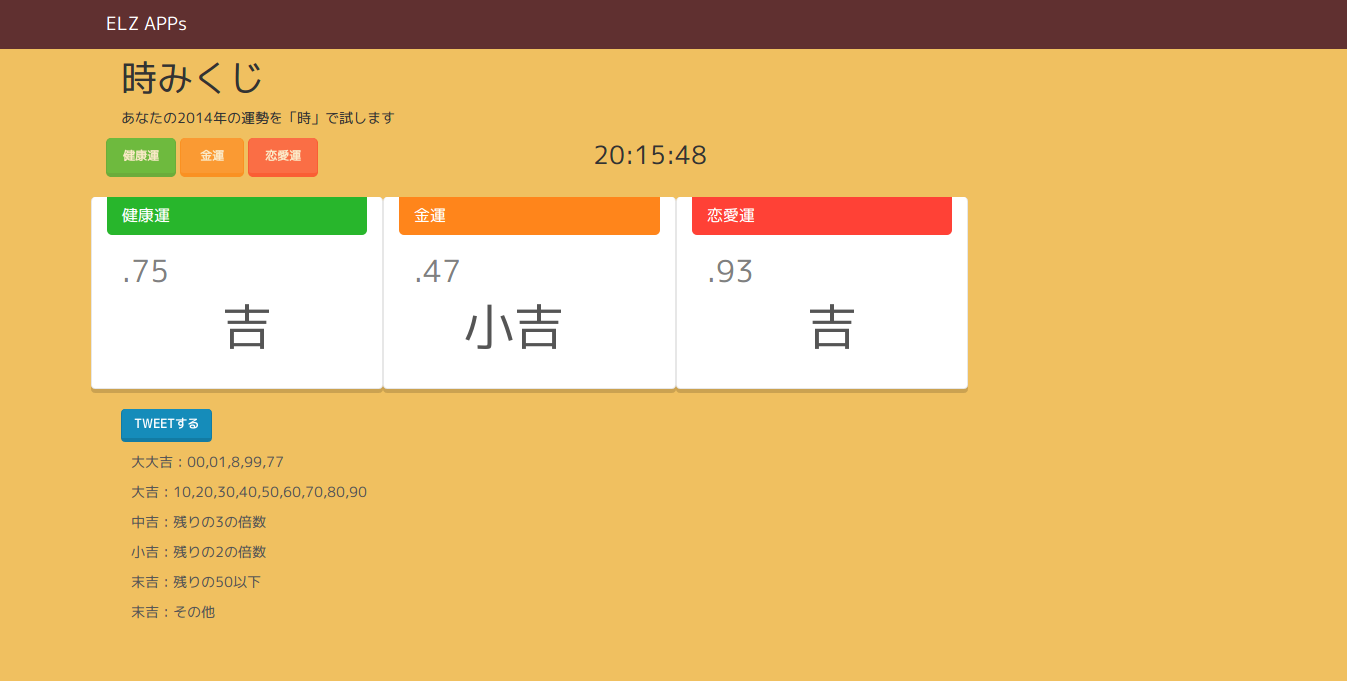 ELZ APPs
時みくじ
あなたの2014年の運勢を「時」で試します
健康運 金運 恋愛運
20:15:48
健康運 金運 恋愛運
.75 .47 .93
吉 小吉 吉
TWEETする
大大吉：00,01,8,99,77
大吉：10,20,30,40,50,60,70,80,90
中吉：残りの3の倍数
小吉：残りの2の倍数
末吉：残りの50以下
末吉：その他